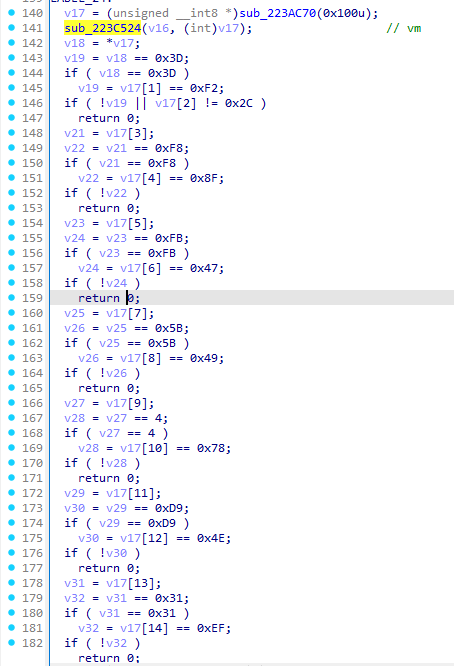 140 v17 = (unsigned __int8 *)sub_223AC70(0x100u);
141 sub_223C524(v16, (int)v17); // vm
142 v18 = *v17;
143 v19 = v18 == 0x3D;
144 if ( v18 == 0x3D )
145 v19 = v17[1] == 0xF2;
146 if ( !v19 || v17[2] != 0x2C )
147 return 0;
148 v21 = v17[3];
149 v22 = v21 == 0xF8;
150 if ( v21 == 0xF8 )
151 v22 = v17[4] == 0x8F;
152 if ( !v22 )
153 return 0;
154 v23 = v17[5];
155 v24 = v23 == 0xFB;
156 if ( v23 == 0xFB )
157 v24 = v17[6] == 0x47;
158 if ( !v24 )
159 return 0;
160 v25 = v17[7];
161 v26 = v25 == 0x5B;
162 if ( v25 == 0x5B )
163 v26 = v17[8] == 0x49;
164 if ( !v26 )
165 return 0;
166 v27 = v17[9];
167 v28 = v27 == 4;
168 if ( v27 == 4 )
169 v28 = v17[10] == 0x78;
170 if ( !v28 )
171 return 0;
172 v29 = v17[11];
173 v30 = v29 == 0xD9;
174 if ( v29 == 0xD9 )
175 v30 = v17[12] == 0x4E;
176 if ( !v30 )
177 return 0;
178 v31 = v17[13];
179 v32 = v31 == 0x31;
180 if ( v31 == 0x31 )
181 v32 = v17[14] == 0xEF;
182 if ( !v32 )
return 0;